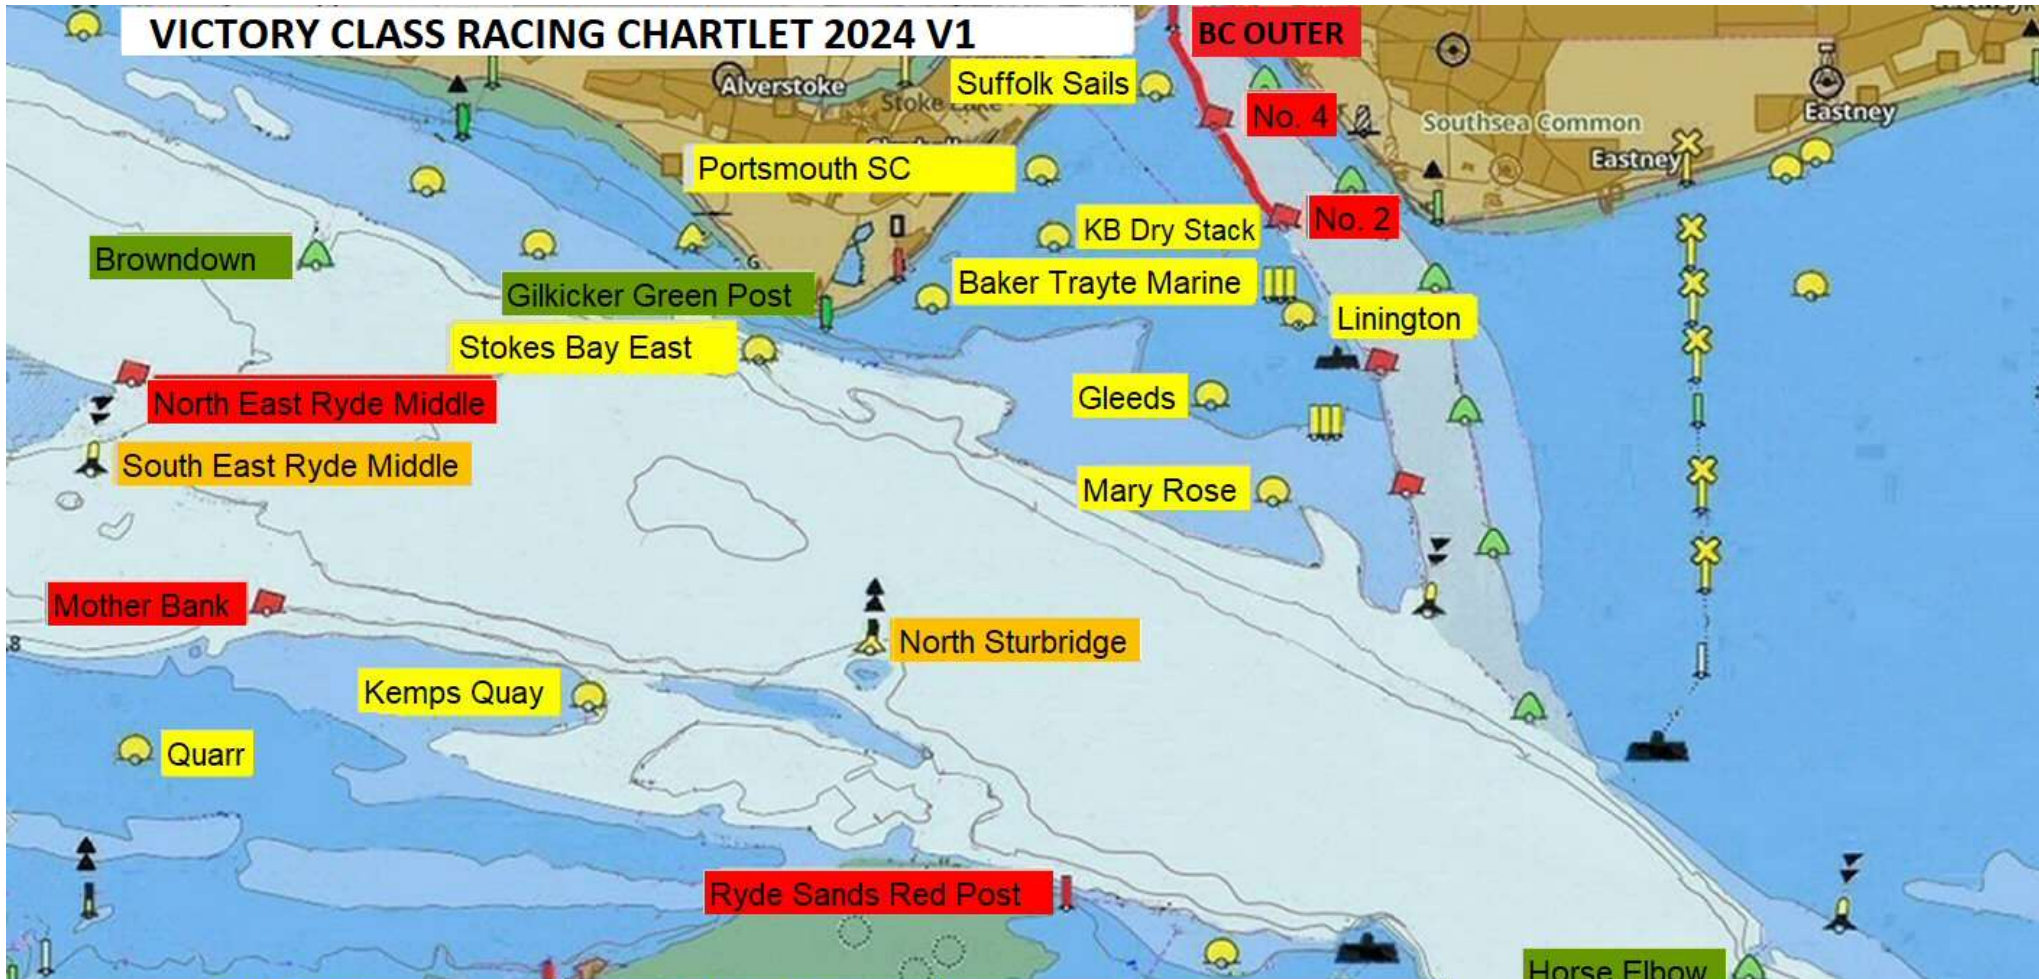 VICTORY CLASS RACING CHARTLET 2024 V1
BC OUTER
Suffolk Sails
Alverstoke
Stoke Lake
No. 4
Southsea Common
Eastney
Portsmouth SC
Eastney
KB Dry Stack
No. 2
Browndown
G
Gilkicker Green Post
Baker Trayte Marine
Linington
Stokes Bay East
North East Ryde Middle
Gleeds
South East Ryde Middle
Mary Rose
Mother Bank
North Sturbridge
.8
Kemps Quay
Quarr
Ryde Sands Red Post
Horse Elbow